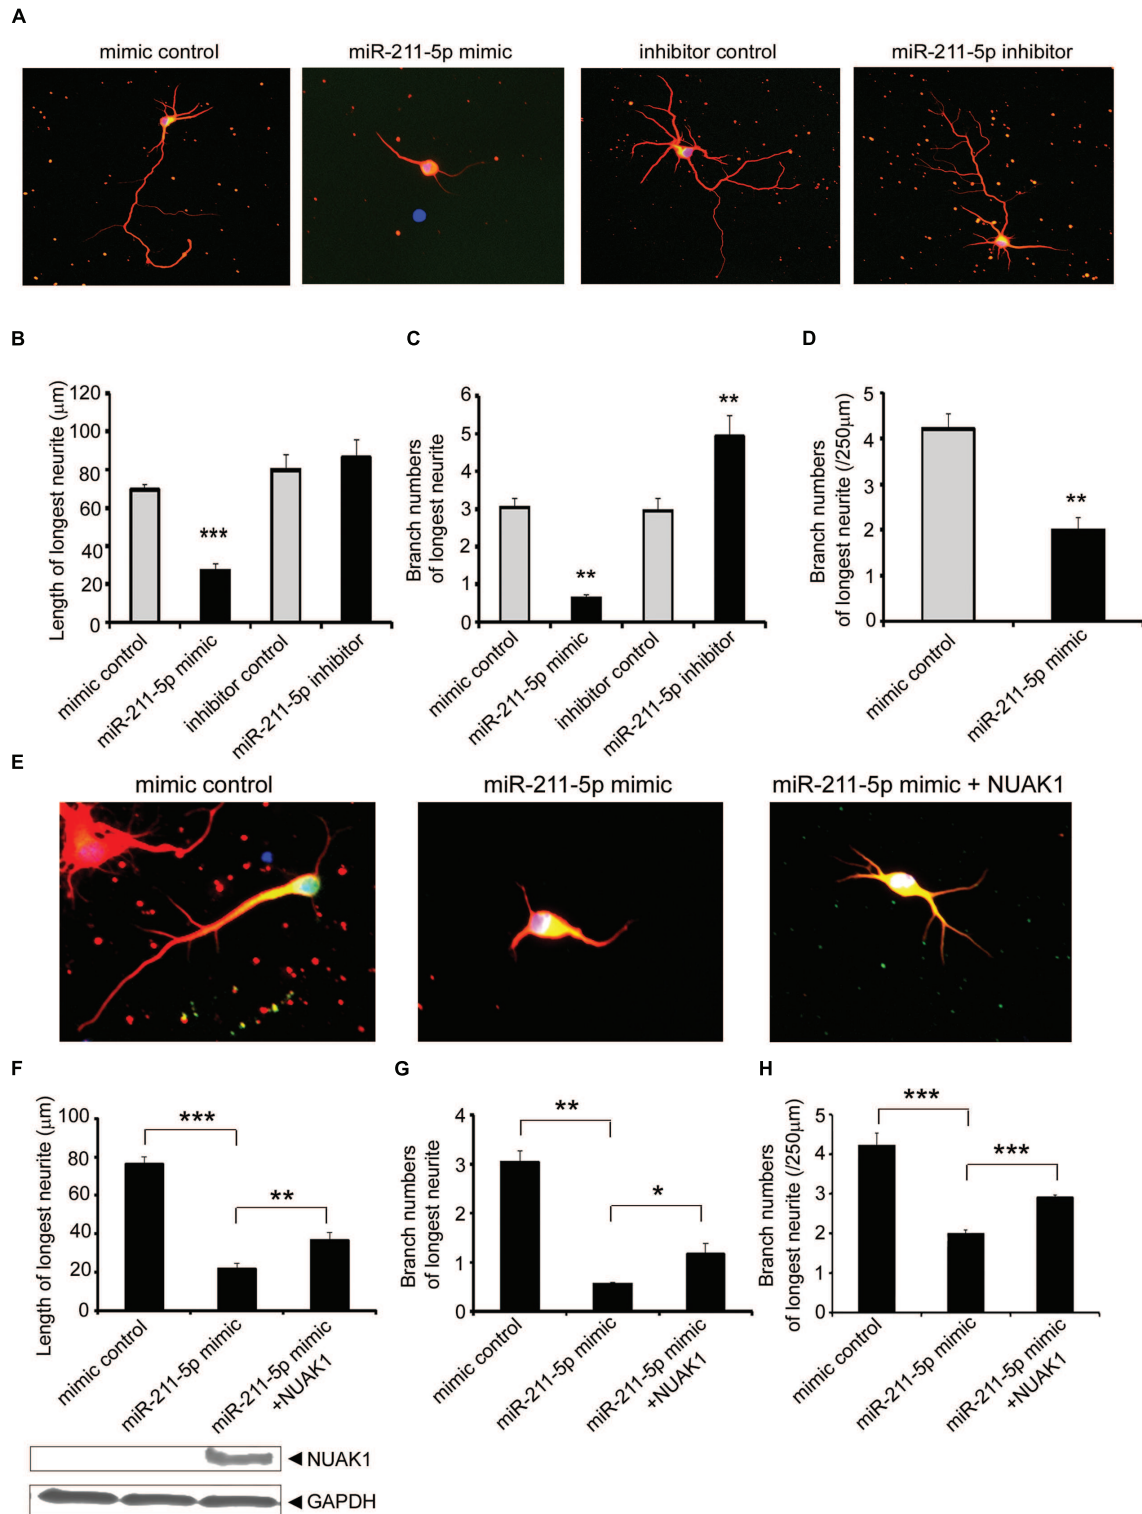 A
mimic control
miR-211-5p mimic
inhibitor control
miR-211-5p inhibitor
B
Length of longest neurite (μm)
120
100
80
60
40
20
0
***
mimic control
miR-211-5p mimic
inhibitor control
miR-211-5p inhibitor
C
Branch numbers
of longest neurite
6
5
4
3
2
1
0
**
**
mimic control
miR-211-5p mimic
inhibitor control
miR-211-5p inhibitor
D
Branch numbers
of longest neurite (/250μm)
5
4
3
2
1
0
**
mimic control
miR-211-5p mimic
E
mimic control
miR-211-5p mimic
miR-211-5p mimic + NUAK1
F
Length of longest neurite (μm)
100
80
60
40
20
0
***
**
mimic control
miR-211-5p mimic
miR-211-5p mimic
+NUAK1
NUAK1
GAPDH
G
Branch numbers
of longest neurite
4
3
2
1
0
**
*
mimic control
miR-211-5p mimic
miR-211-5p mimic
+NUAK1
H
Branch numbers
of longest neurite (/250μm)
5
4
3
2
1
0
***
***
mimic control
miR-211-5p mimic
miR-211-5p mimic
+NUAK1